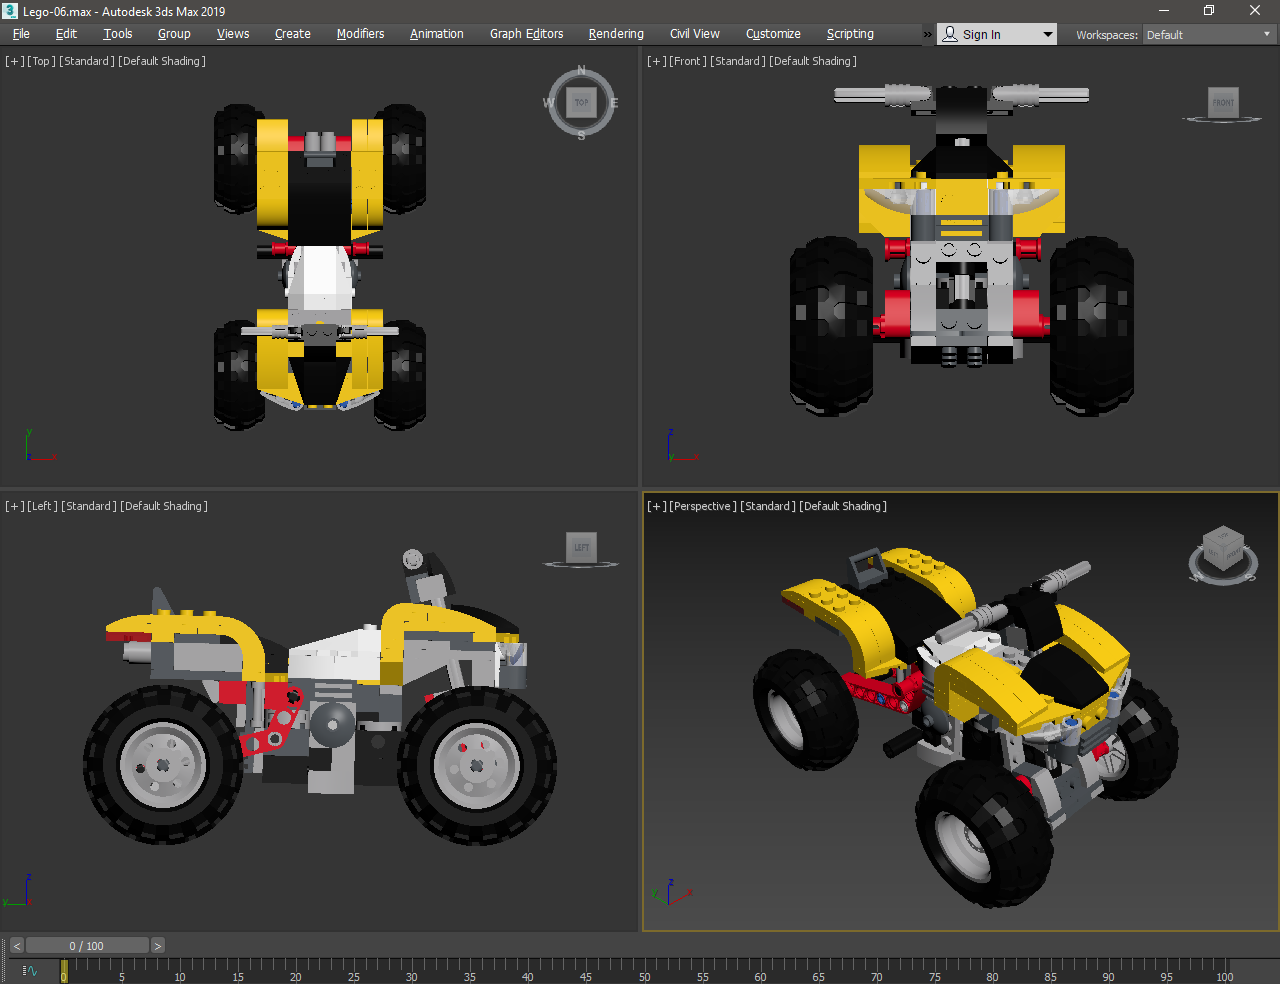 3 Lego-06.max - Autodesk 3ds Max 2019
File Edit Tools Group Views Create Modifiers Animation Graph Editors Rendering Civil View Customize Scripting » Sign In Workspaces: Default
[+] [Top] [Standard] [Default Shading]
N
W TOP E
S
y
z x
[+] [Front] [Standard] [Default Shading]
FRONT
z
y x
[+] [Left] [Standard] [Default Shading]
LEFT
z
y x
[+] [Perspective] [Standard] [Default Shading]
W S
z
y x
< 0 / 100 >
0 5 10 15 20 25 30 35 40 45 50 55 60 65 70 75 80 85 90 95 100